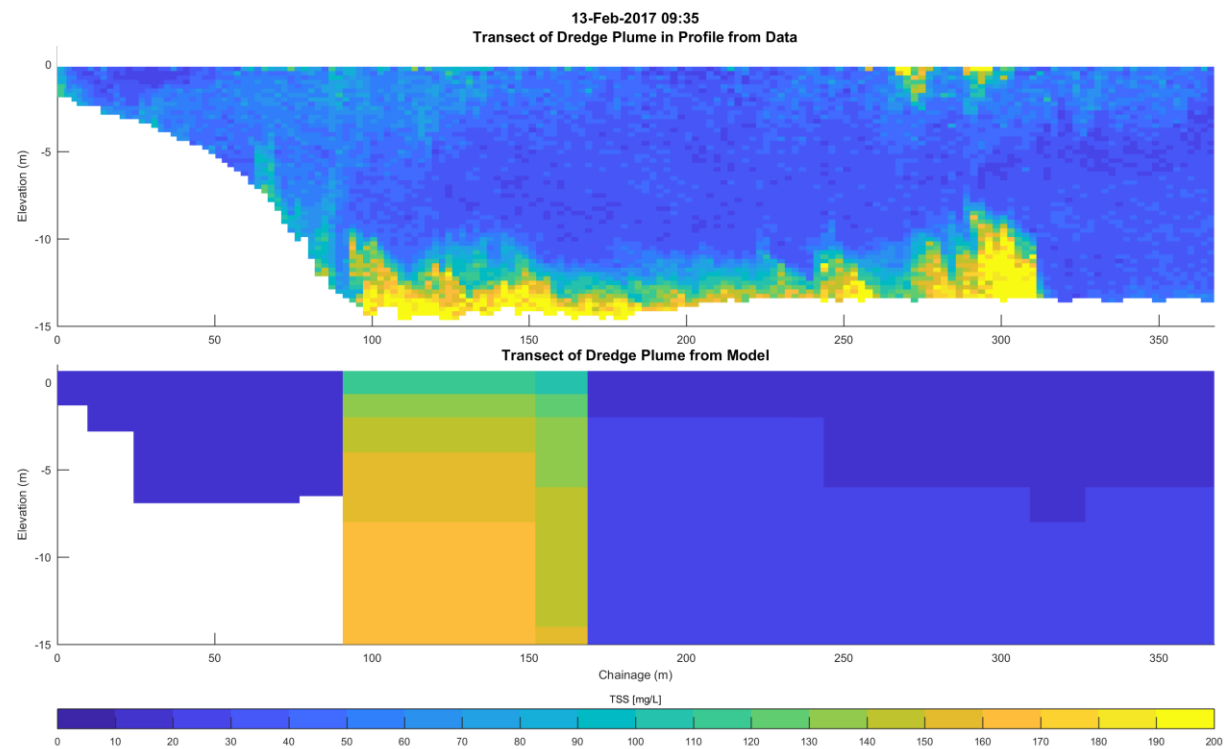 13-Feb-2017 09:35
Transect of Dredge Plume in Profile from Data
0
-5
-10
-15
Elevation (m)
0 50 100 150 200 250 300 350
Transect of Dredge Plume from Model
0
-5
-10
-15
Elevation (m)
0 50 100 150 200 250 300 350
Chainage (m)
TSS [mg/L]
0 10 20 30 40 50 60 70 80 90 100 110 120 130 140 150 160 170 180 190 200